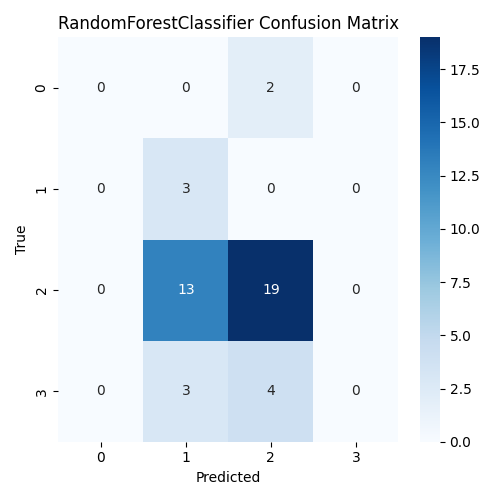 RandomForestClassifier Confusion Matrix
0 0 0 2 0
1 0 3 0 0
2 0 13 19 0
3 0 3 4 0
0 1 2 3
True
Predicted
17.5
15.0
12.5
10.0
7.5
5.0
2.5
0.0